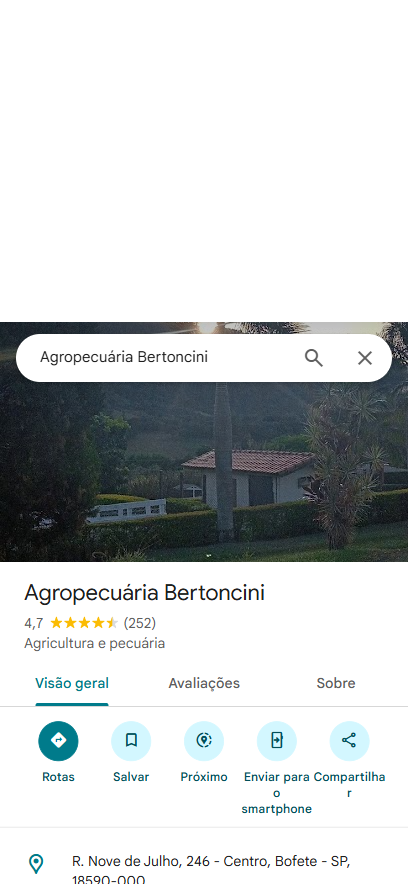 Agropecuária Bertoncini
Agropecuária Bertoncini
4,7 (252)
Agricultura e pecuária
Visão geral Avaliações Sobre
Rotas Salvar Próximo Enviar para o smartphone Compartilhar
R. Nove de Julho, 246 - Centro, Bofete - SP,
18590-000